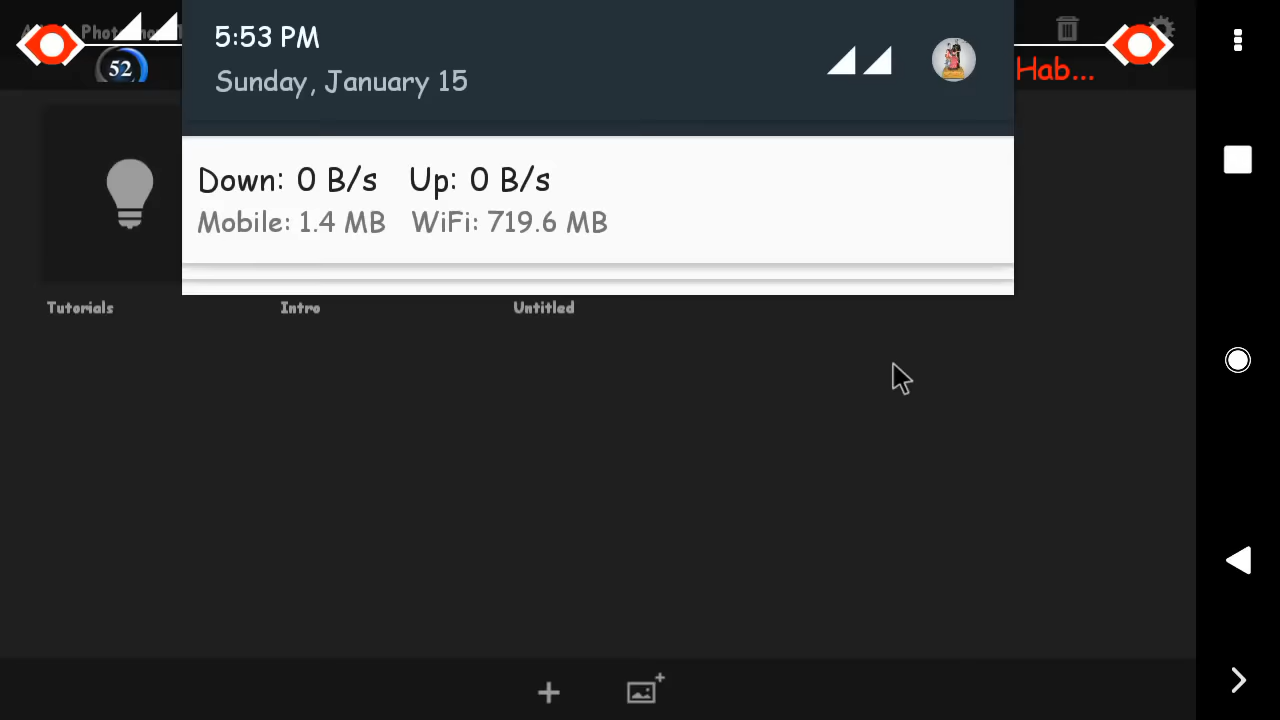 5:53 PM
Sunday, January 15
52
Hab...
Down: 0 B/s Up: 0 B/s
Mobile: 1.4 MB WiFi: 719.6 MB
Tutorials Intro Untitled